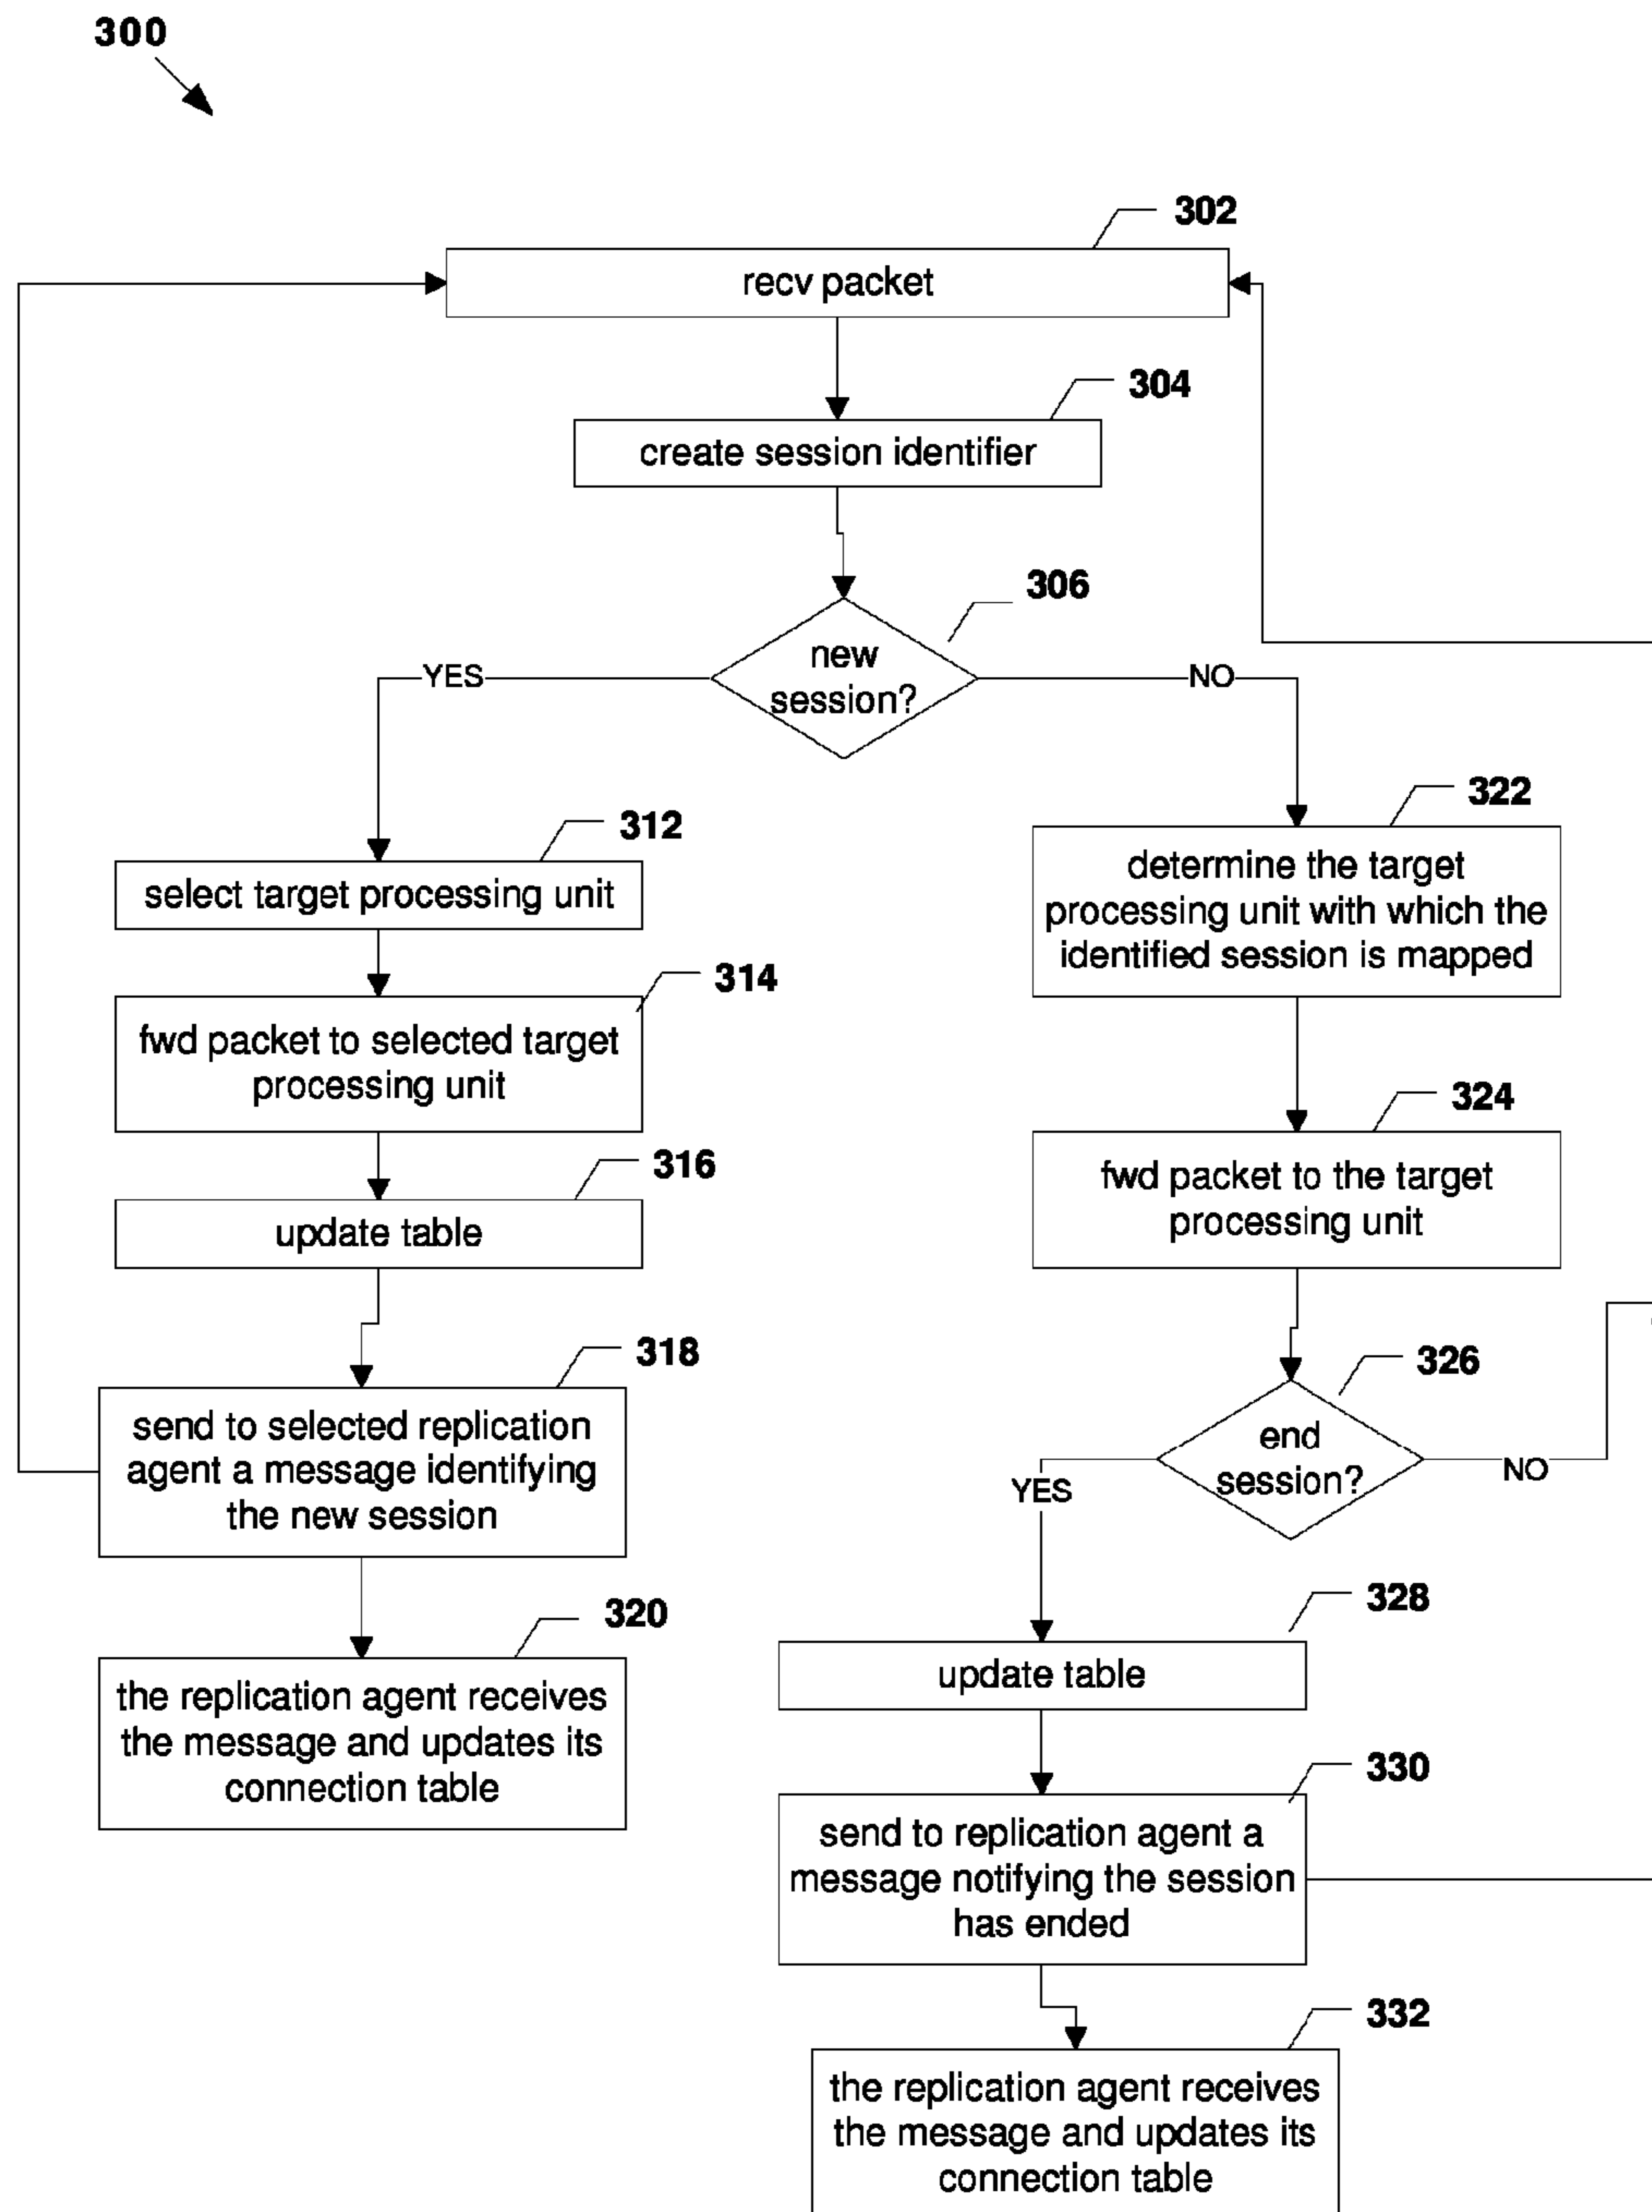 300
302
recv packet
304
create session identifier
306
new
session?
YES
NO
312
select target processing unit
314
fwd packet to selected target
processing unit
316
update table
318
send to selected replication
agent a message identifying
the new session
320
the replication agent receives
the message and updates its
connection table
322
determine the target
processing unit with which the
identified session is mapped
324
fwd packet to the target
processing unit
326
end
session?
YES
NO
328
update table
330
send to replication agent a
message notifying the session
has ended
332
the replication agent receives
the message and updates its
connection table